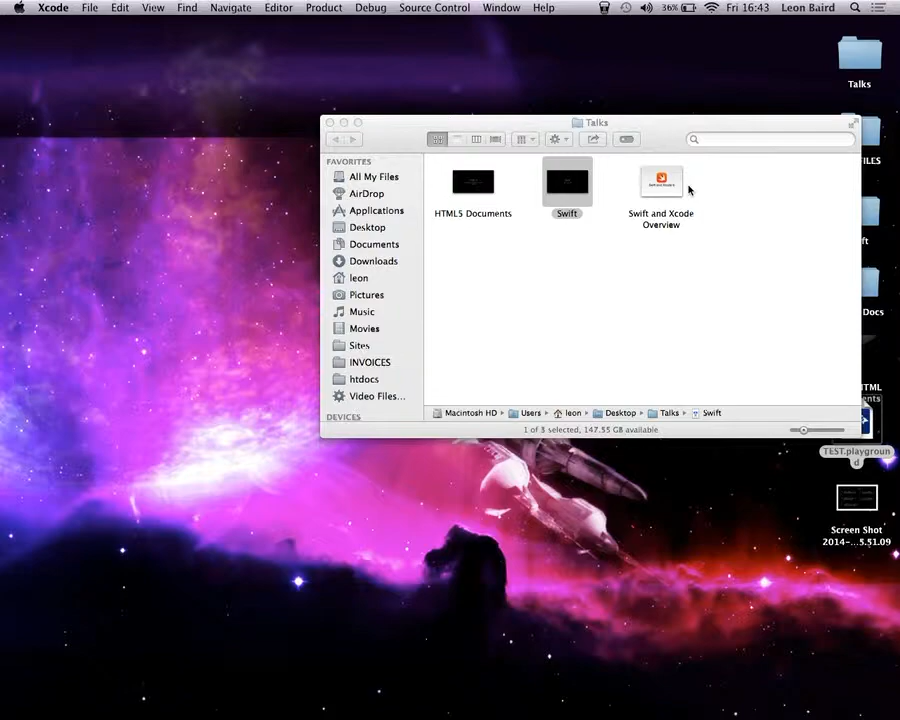 Xcode File Edit View Find Navigate Editor Product Debug Source Control Window Help 36% Fri 16:43 Leon Baird
Talks
Talks
FILES
FAVORITES
All My Files
AirDrop
Applications
Desktop
Documents
Downloads
leon
Pictures
Music
Movies
Sites
INVOICES
htdocs
Video Files...
DEVICES
HTML5 Documents
Swift
Swift and Xcode
Overview
ft
Docs
Macintosh HD Users leon Desktop Talks Swift
1 of 3 selected, 147.55 GB available
TEST.playgroun
d
Screen Shot
2014-...5.51.09